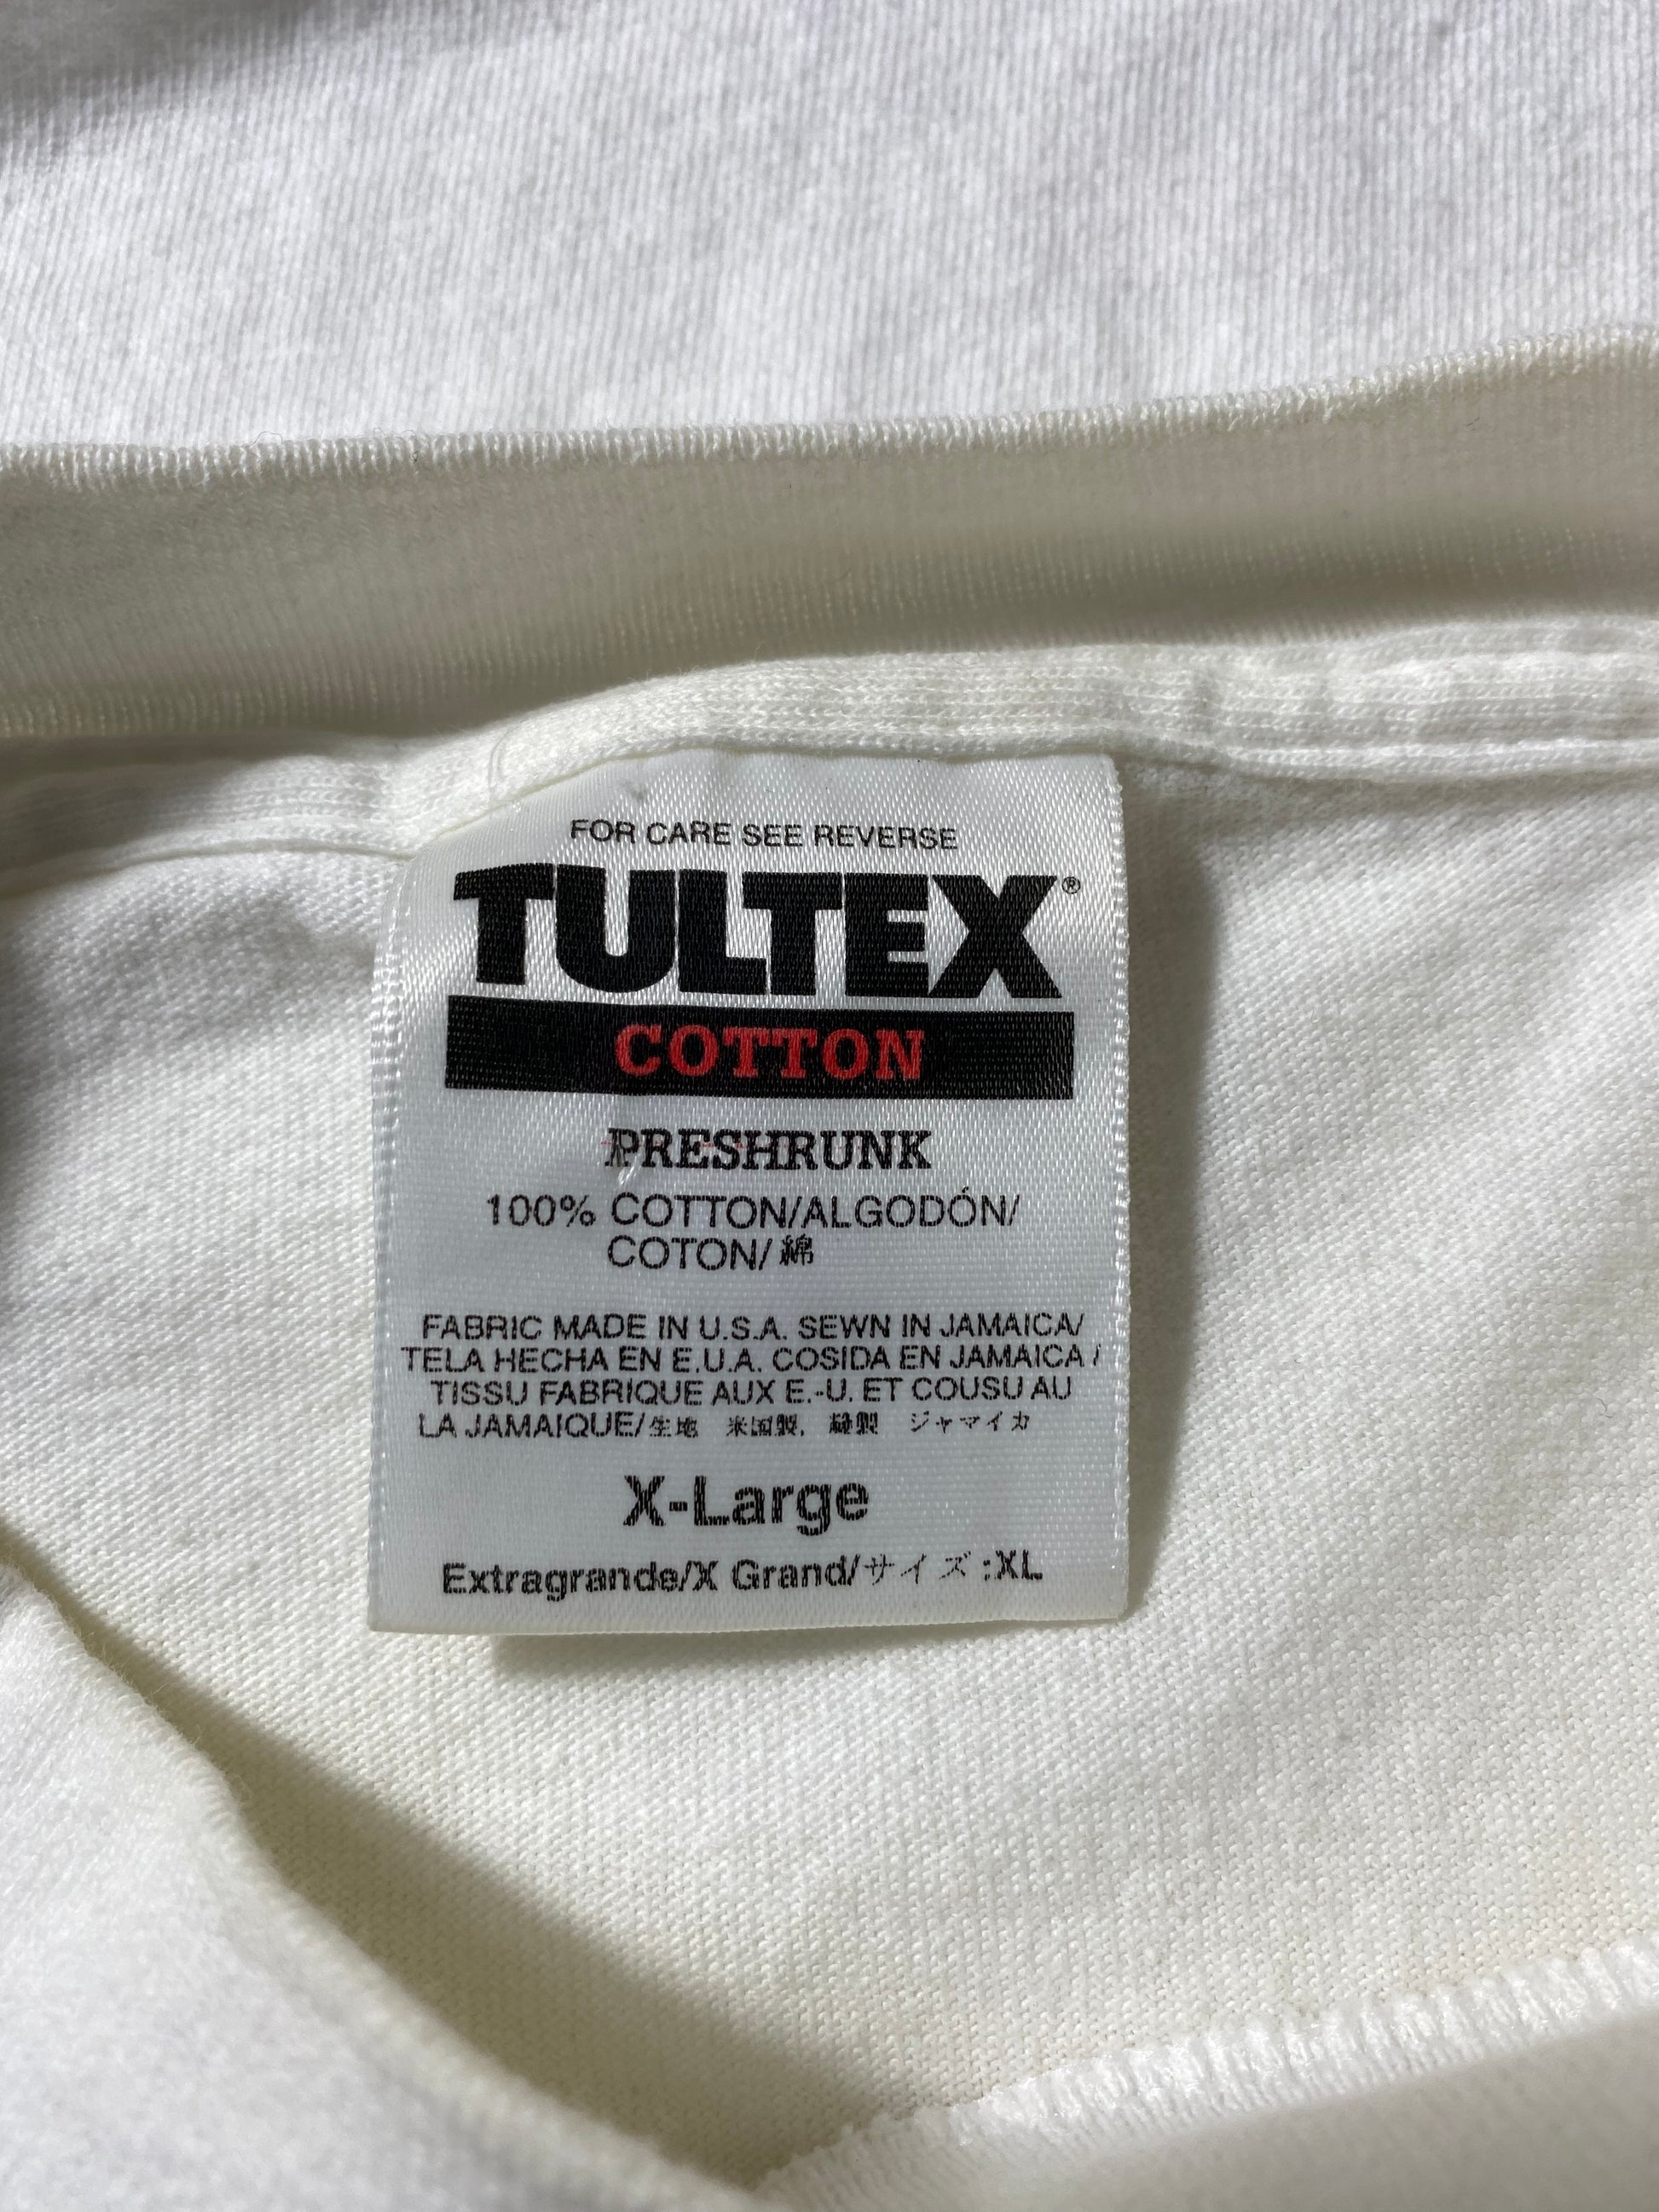 FOR CARE SEE REVERSE
TULTEX®
COTTON
PRESHRUNK
100% COTTON/ALGODÓN/
COTON/綿
FABRIC MADE IN U.S.A. SEWN IN JAMAICA/
TELA HECHA EN E.U.A. COSIDA EN JAMAICA /
TISSU FABRIQUE AUX E.-U. ET COUSU AU
LA JAMAIQUE/生地 米国製, 縫製 ジャマイカ
X-Large
Extragrande/X Grand/サイズ:XL